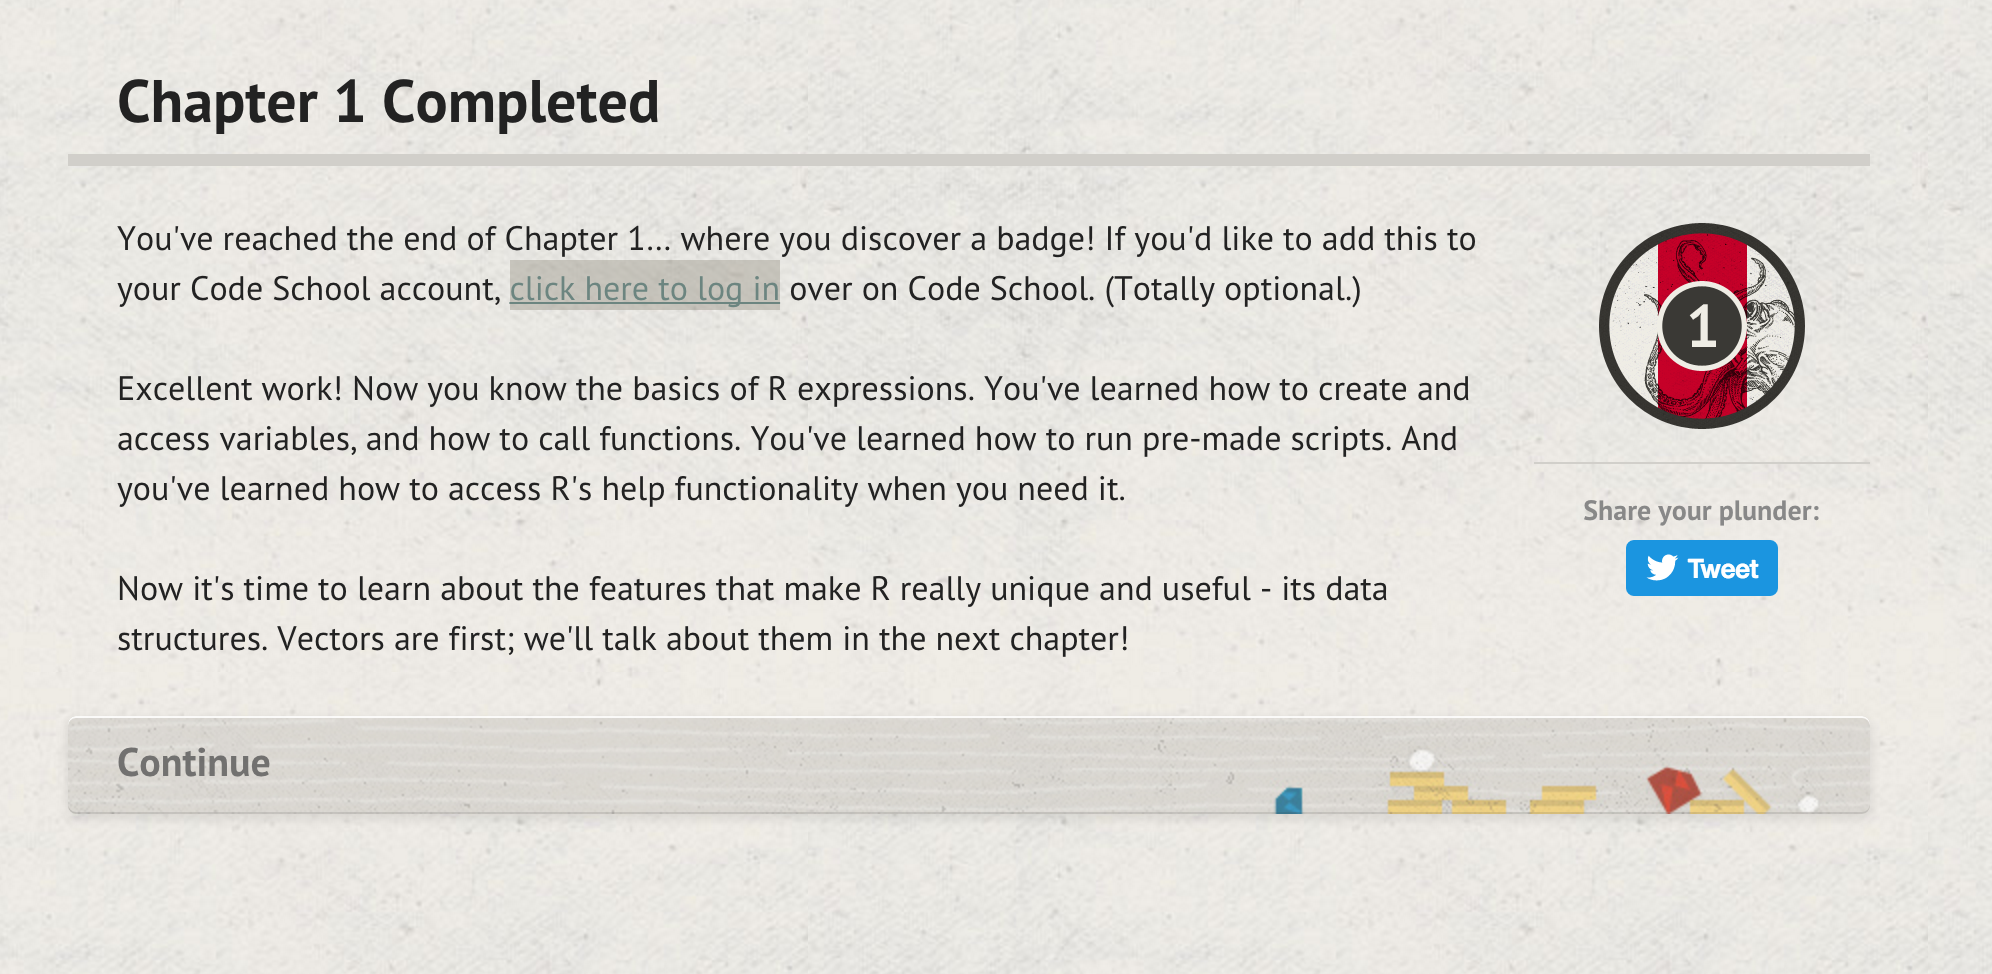 Chapter 1 Completed
You've reached the end of Chapter 1... where you discover a badge! If you'd like to add this to
your Code School account, click here to log in over on Code School. (Totally optional.)
Excellent work! Now you know the basics of R expressions. You've learned how to create and
access variables, and how to call functions. You've learned how to run pre-made scripts. And
you've learned how to access R's help functionality when you need it.
Now it's time to learn about the features that make R really unique and useful - its data
structures. Vectors are first; we'll talk about them in the next chapter!
1
Share your plunder:
Tweet
Continue